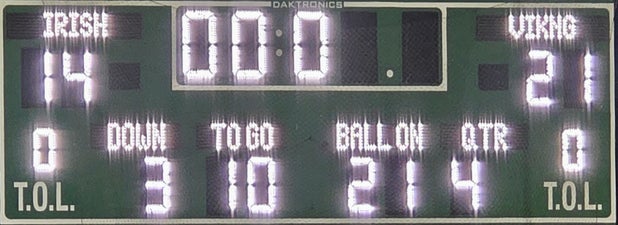 DAKTRONICS
IRISH 00:0 . VIKNG
14 21
DOWN TO GO BALL ON QTR
0 3 10 21 4 0
T.O.L. T.O.L.